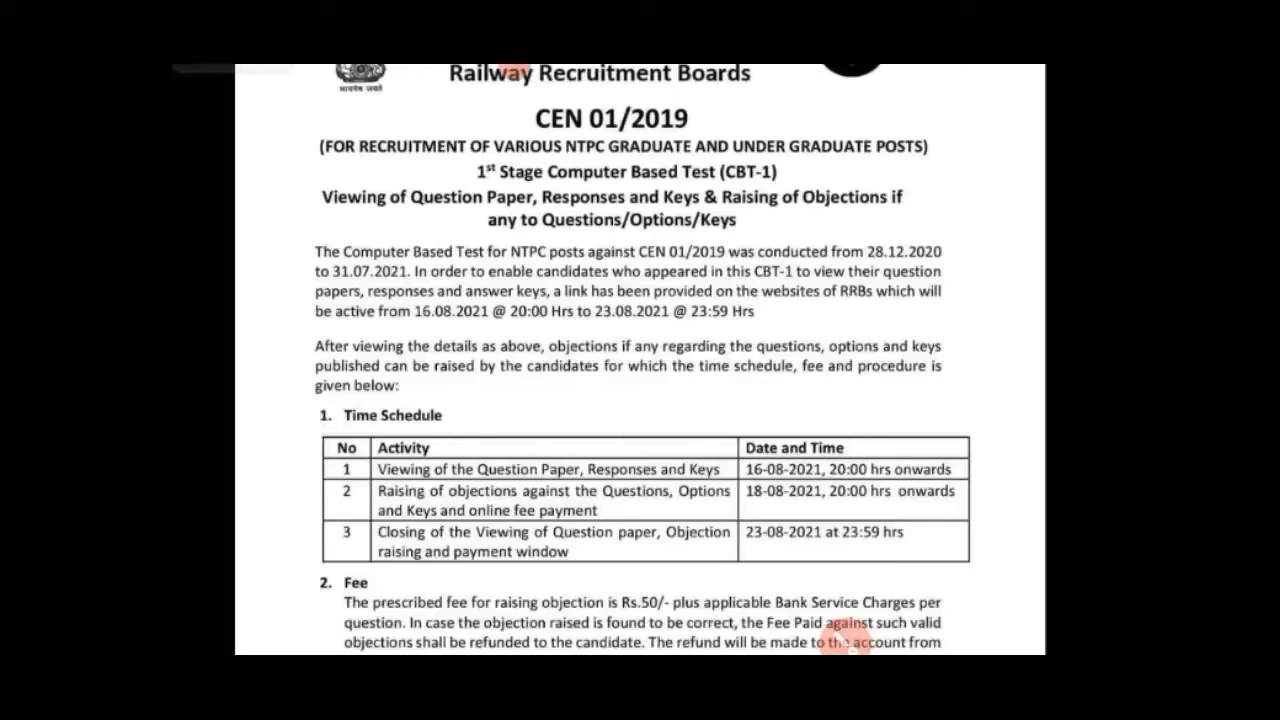 सत्यमेव जयते
Railway Recruitment Boards
CEN 01/2019
(FOR RECRUITMENT OF VARIOUS NTPC GRADUATE AND UNDER GRADUATE POSTS)
1st Stage Computer Based Test (CBT-1)
Viewing of Question Paper, Responses and Keys & Raising of Objections if
any to Questions/Options/Keys
The Computer Based Test for NTPC posts against CEN 01/2019 was conducted from 28.12.2020
to 31.07.2021. In order to enable candidates who appeared in this CBT-1 to view their question
papers, responses and answer keys, a link has been provided on the websites of RRBs which will
be active from 16.08.2021 @ 20:00 Hrs to 23.08.2021 @ 23:59 Hrs
After viewing the details as above, objections if any regarding the questions, options and keys
published can be raised by the candidates for which the time schedule, fee and procedure is
given below:
1. Time Schedule
No Activity Date and Time
1 Viewing of the Question Paper, Responses and Keys 16-08-2021, 20:00 hrs onwards
2 Raising of objections against the Questions, Options 18-08-2021, 20:00 hrs onwards
and Keys and online fee payment
3 Closing of the Viewing of Question paper, Objection 23-08-2021 at 23:59 hrs
raising and payment window
2. Fee
The prescribed fee for raising objection is Rs.50/- plus applicable Bank Service Charges per
question. In case the objection raised is found to be correct, the Fee Paid against such valid
objections shall be refunded to the candidate. The refund will be made to the account from